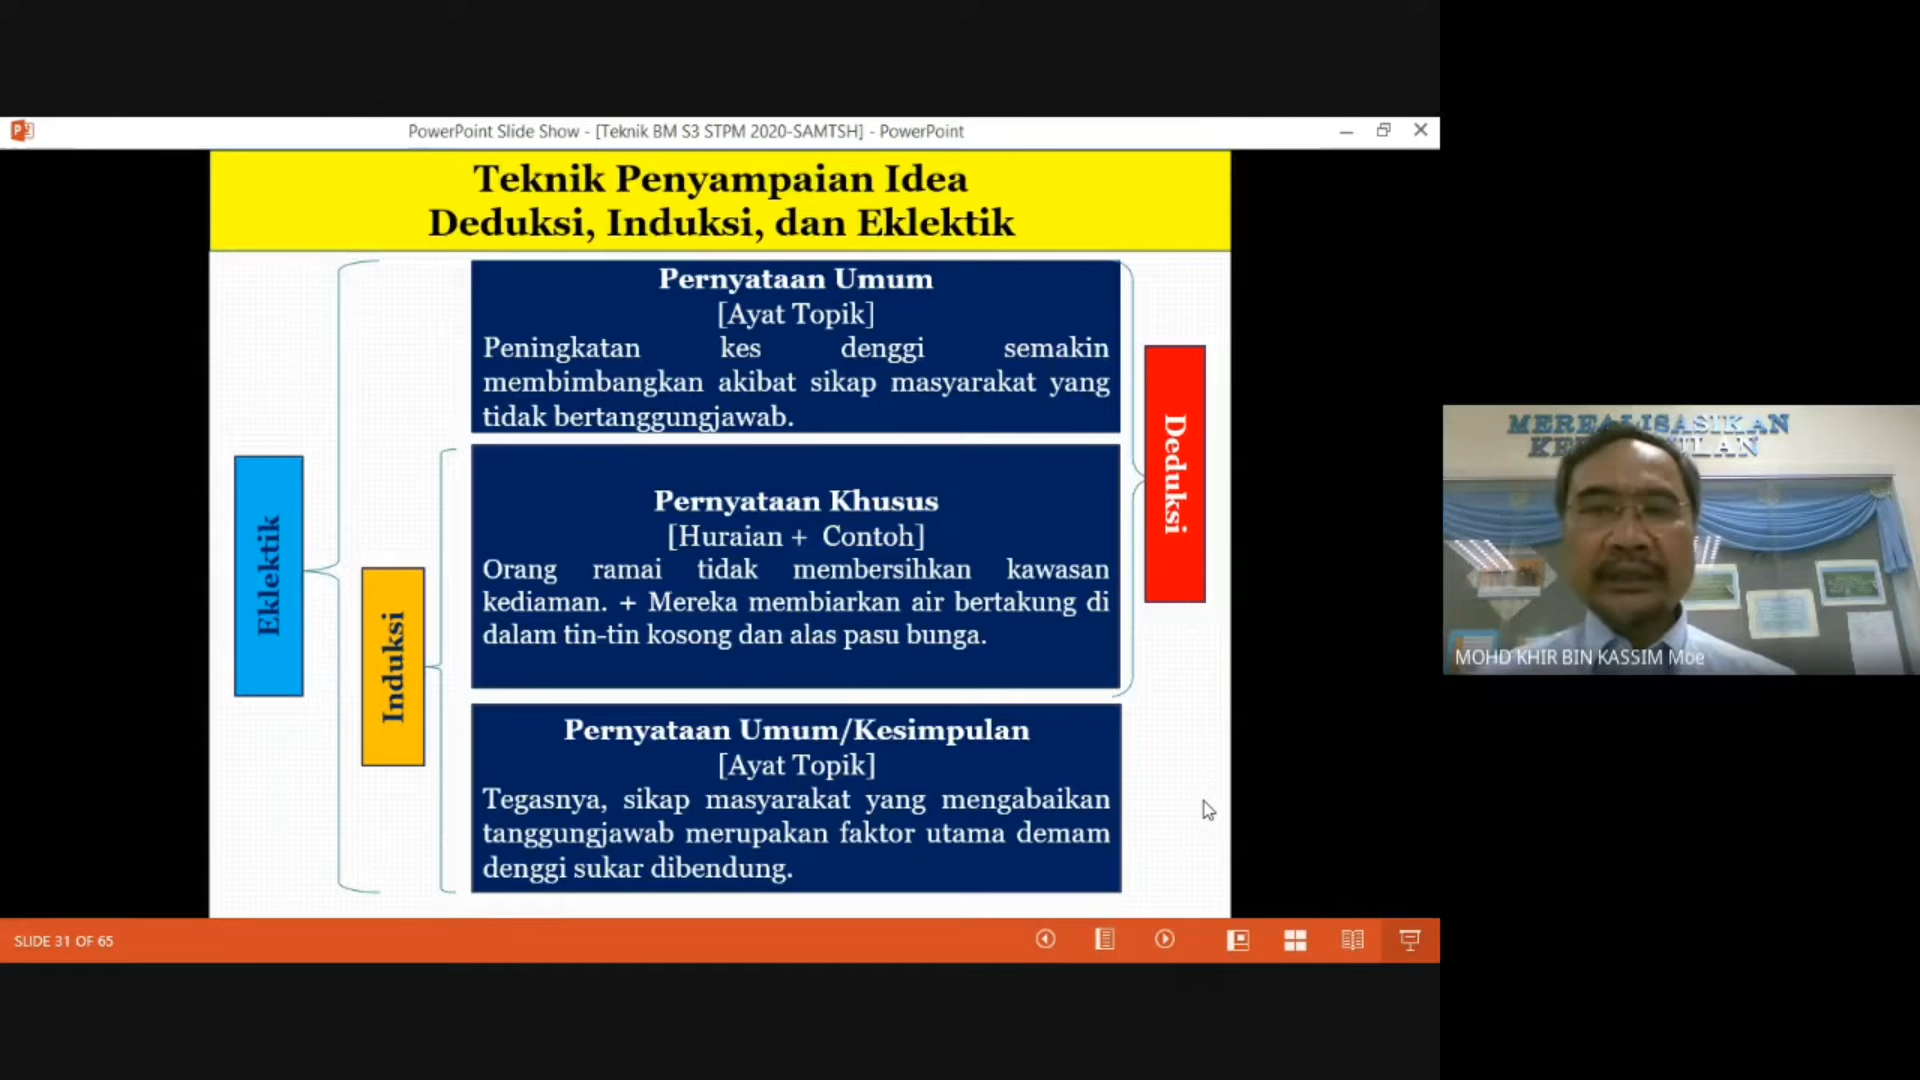 PowerPoint Slide Show - [Teknik BM S3 STPM 2020-SAMTSH] - PowerPoint
Teknik Penyampaian Idea
Deduksi, Induksi, dan Eklektik
Pernyataan Umum
[Ayat Topik]
Peningkatan kes denggi semakin
membimbangkan akibat sikap masyarakat yang
tidak bertanggungjawab.
Deduksi
Pernyataan Khusus
[Huraian + Contoh]
Orang ramai tidak membersihkan kawasan
kediaman. + Mereka membiarkan air bertakung di
dalam tin-tin kosong dan alas pasu bunga.
Eklektik
Induksi
Pernyataan Umum/Kesimpulan
[Ayat Topik]
Tegasnya, sikap masyarakat yang mengabaikan
tanggungjawab merupakan faktor utama demam
denggi sukar dibendung.
SLIDE 31 OF 65
MEREALISASIKAN
MOHD KHIR BIN KASSIM Moe